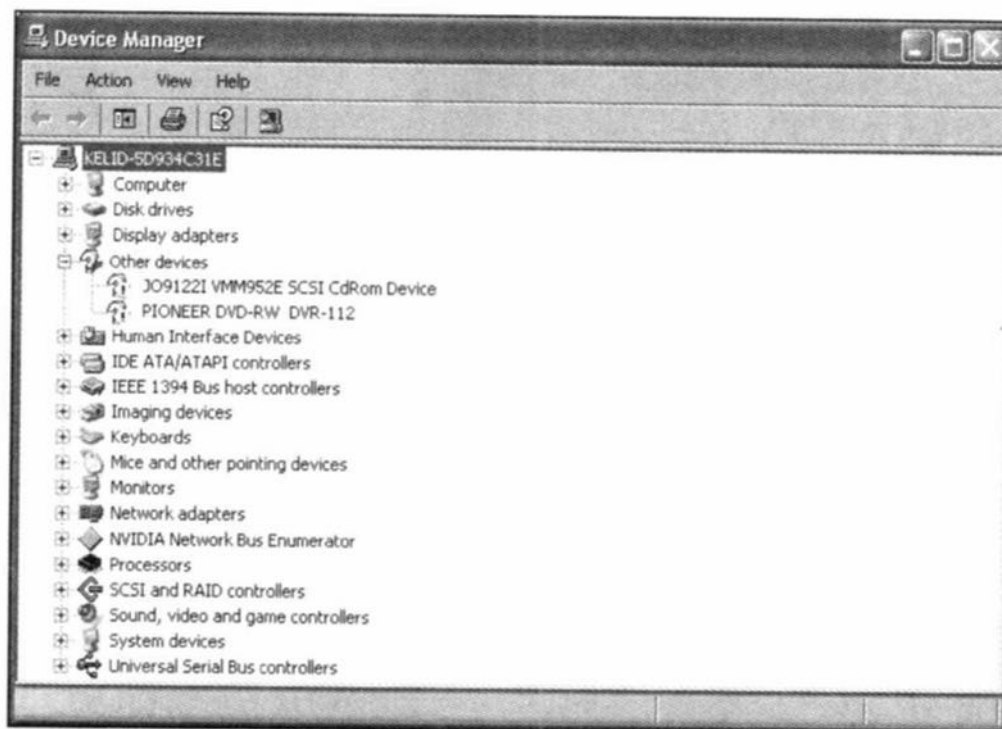 Device Manager
File Action View Help
KELID-5D934C31E
Computer
Disk drives
Display adapters
Other devices
JO9122I VMM952E SCSI CdRom Device
PIONEER DVD-RW DVR-112
Human Interface Devices
IDE ATA/ATAPI controllers
IEEE 1394 Bus host controllers
Imaging devices
Keyboards
Mice and other pointing devices
Monitors
Network adapters
NVIDIA Network Bus Enumerator
Processors
SCSI and RAID controllers
Sound, video and game controllers
System devices
Universal Serial Bus controllers